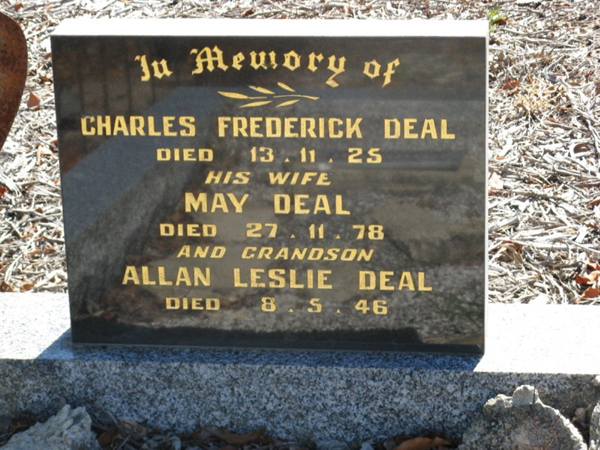 In Memory of
CHARLES FREDERICK DEAL
DIED 13.11.25
HIS WIFE
MAY DEAL
DIED 27.11.78
AND GRANDSON
ALLAN LESLIE DEAL
DIED 8.5.46